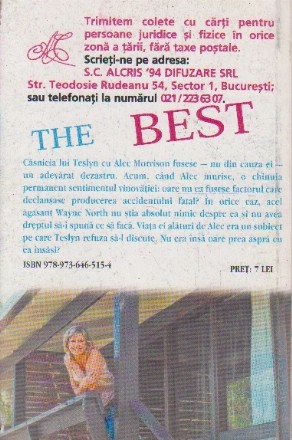 Trimitem colete cu cărți pentru
persoane juridice și fizice în orice
zonă a țării, fără taxe poștale.
Scrieți-ne pe adresa:
S.C. ALCRIS '94 DIFUZARE SRL
Str. Teodosie Rudeanu 54, Sector 1, București;
sau telefonați la numărul 021/223 63 07.
THE BEST
Căsnicia lui Teslyn cu Alec Morrison fusese — nu din cauza ei —
un adevărat dezastru. Acum, când Alec murise, o chinuia
permanent sentimentul vinovăției: oare nu ea fusese factorul care
declanșase producerea accidentului fatal? În orice caz, acel
agasant Wayne North nu știa absolut nimic despre ea și nu avea
dreptul să-i spună ce să facă. Viața ei alături de Alec era un subiect
pe care Teslyn refuza să-l discute. Nu era însă oare prea aspră cu
ea însăși?
ISBN 978-973-646-515-4 PREȚ: 7 LEI